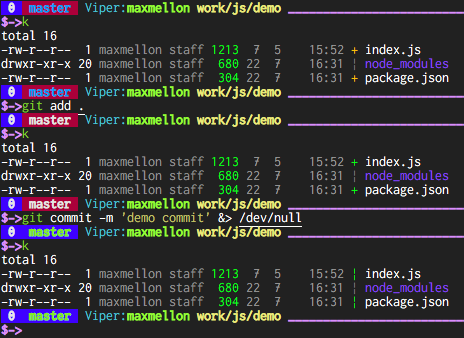 0 master Viper:maxmellon work/js/demo
$->k
total 16
-rw-r--r-- 1 maxmellon staff 1213 7 5 15:52 + index.js
drwxr-xr-x 20 maxmellon staff 680 22 7 16:31 ¦ node_modules
-rw-r--r-- 1 maxmellon staff 304 22 7 16:31 + package.json
0 master Viper:maxmellon work/js/demo
$->git add .
0 master Viper:maxmellon work/js/demo
$->k
total 16
-rw-r--r-- 1 maxmellon staff 1213 7 5 15:52 + index.js
drwxr-xr-x 20 maxmellon staff 680 22 7 16:31 ¦ node_modules
-rw-r--r-- 1 maxmellon staff 304 22 7 16:31 + package.json
0 master Viper:maxmellon work/js/demo
$->git commit -m 'demo commit' &> /dev/null
0 master Viper:maxmellon work/js/demo
$->k
total 16
-rw-r--r-- 1 maxmellon staff 1213 7 5 15:52 ¦ index.js
drwxr-xr-x 20 maxmellon staff 680 22 7 16:31 ¦ node_modules
-rw-r--r-- 1 maxmellon staff 304 22 7 16:31 ¦ package.json
0 master Viper:maxmellon work/js/demo
$->